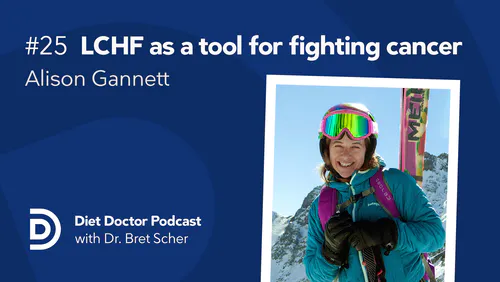 #25 LCHF as a tool for fighting cancer
Alison Gannett
Diet Doctor Podcast
with Dr. Bret Scher